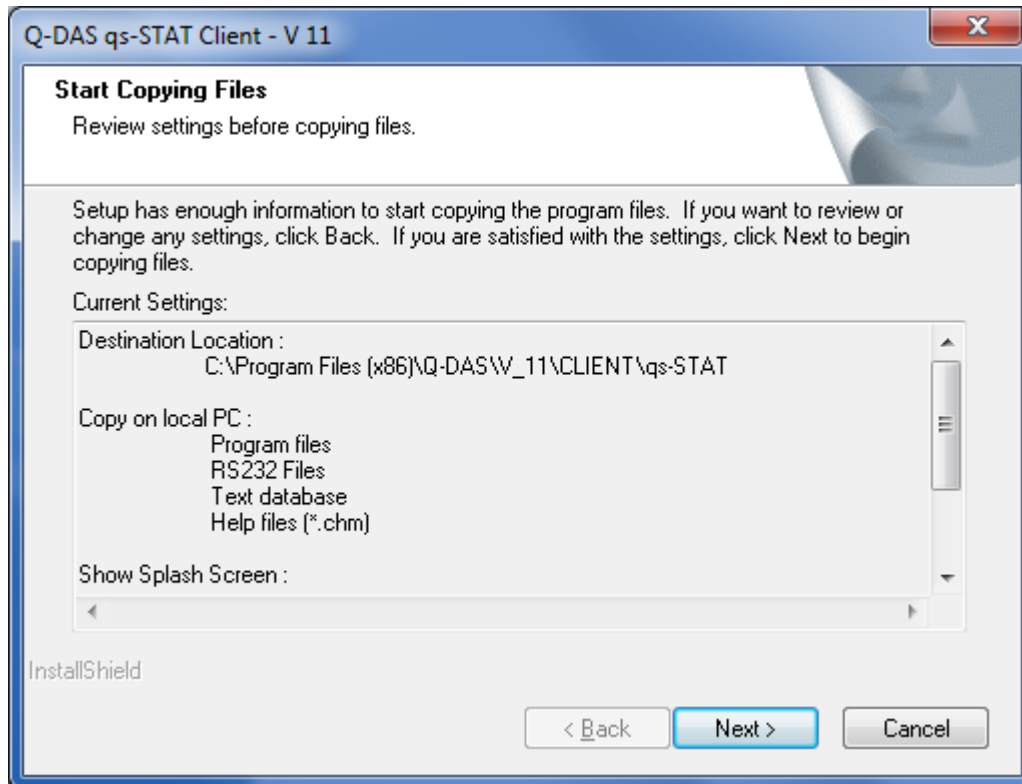 Q-DAS qs-STAT Client - V 11
Start Copying Files
Review settings before copying files.
Setup has enough information to start copying the program files.  If you want to review or
change any settings, click Back.  If you are satisfied with the settings, click Next to begin
copying files.
Current Settings:
Destination Location :
C:\Program Files (x86)\Q-DAS\V_11\CLIENT\qs-STAT
Copy on local PC :
Program files
RS232 Files
Text database
Help files (*.chm)
Show Splash Screen :
InstallShield
< Back
Next >
Cancel